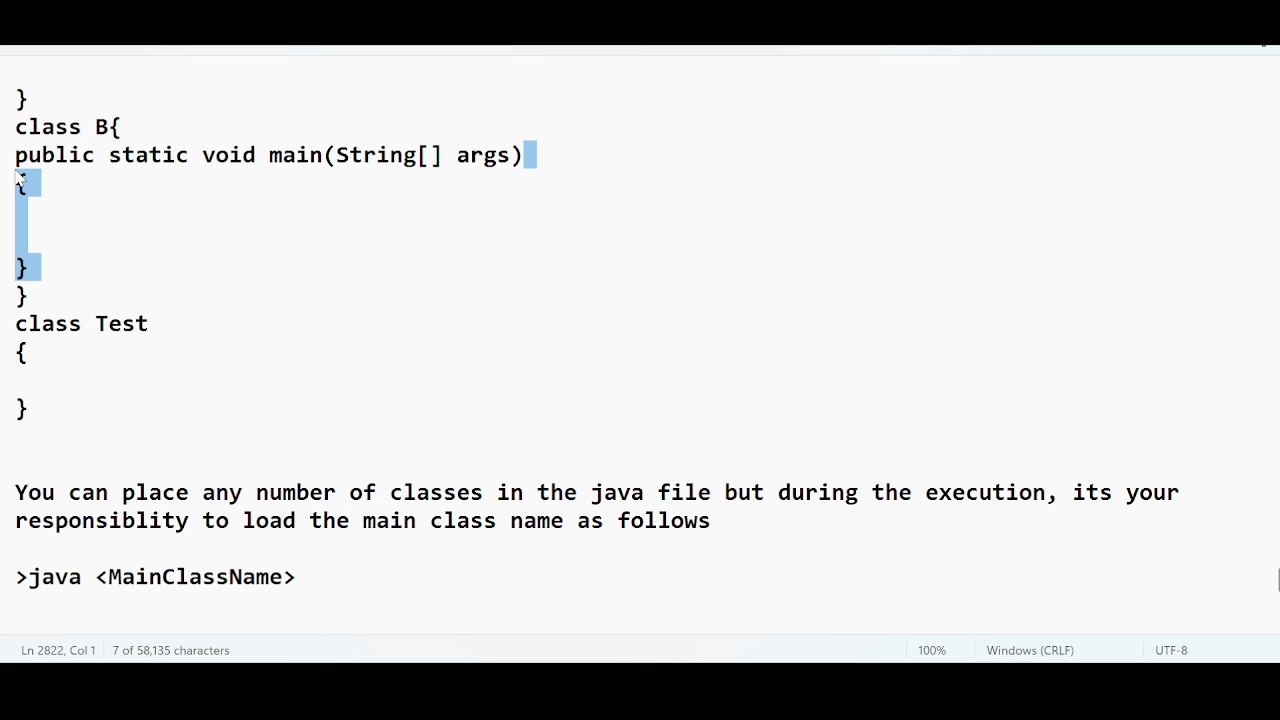 }
class B{
public static void main(String[] args)
{
}
}
class Test
{
}
You can place any number of classes in the java file but during the execution, its your
responsiblity to load the main class name as follows
>java <MainClassName>
Ln 2822, Col 1 7 of 58,135 characters 100% Windows (CRLF) UTF-8